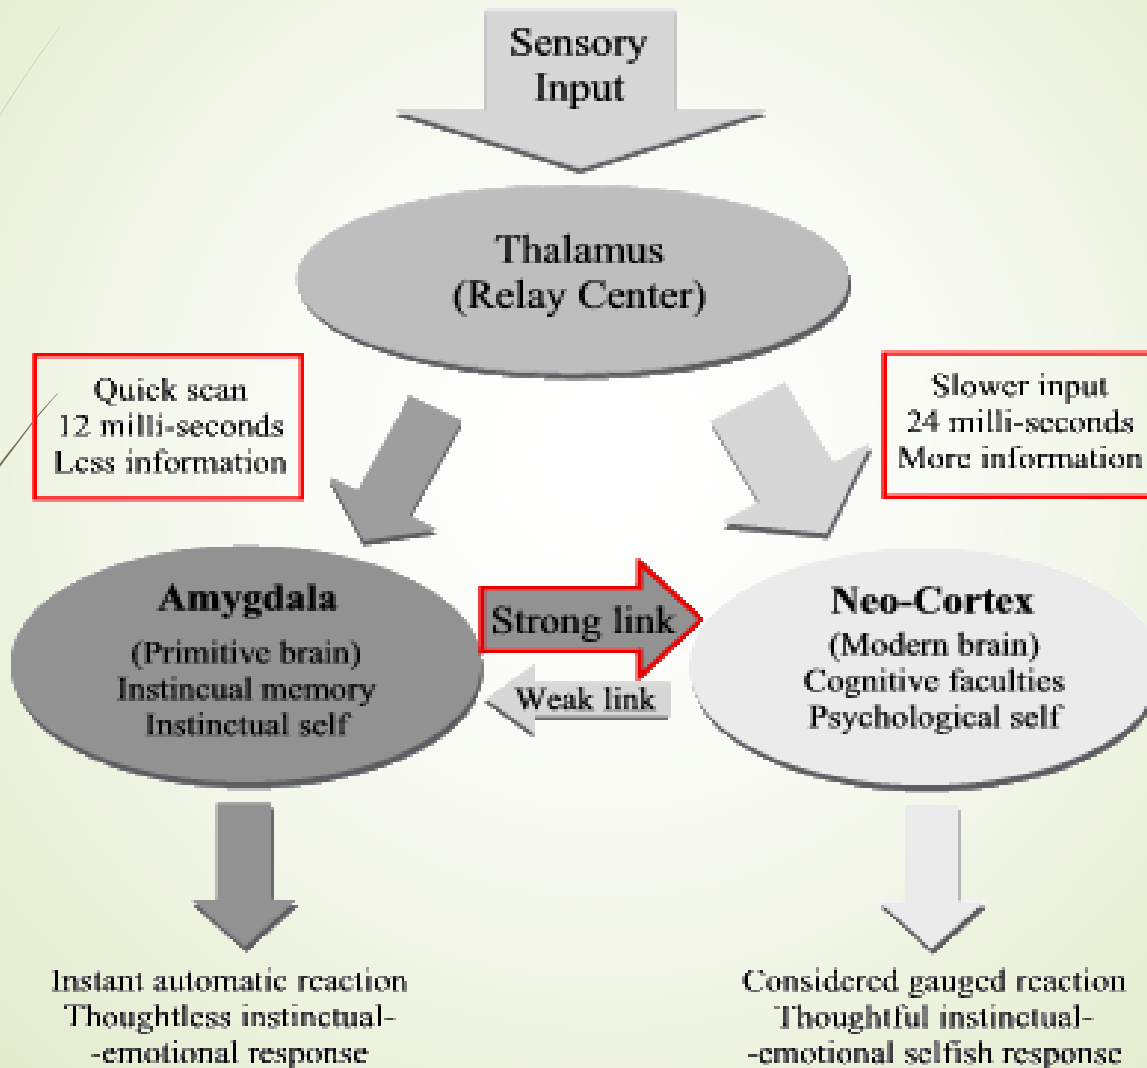 Sensory
Input
Thalamus
(Relay Center)
Quick scan
12 milli-seconds
Less information
Slower input
24 milli-seconds
More information
Amygdala
(Primitive brain)
Instincual memory
Instinctual self
Strong link
Weak link
Neo-Cortex
(Modern brain)
Cognitive faculties
Psychological self
Instant automatic reaction
Thoughtless instinctual-
-emotional response
Considered gauged reaction
Thoughtful instinctual-
-emotional selfish response